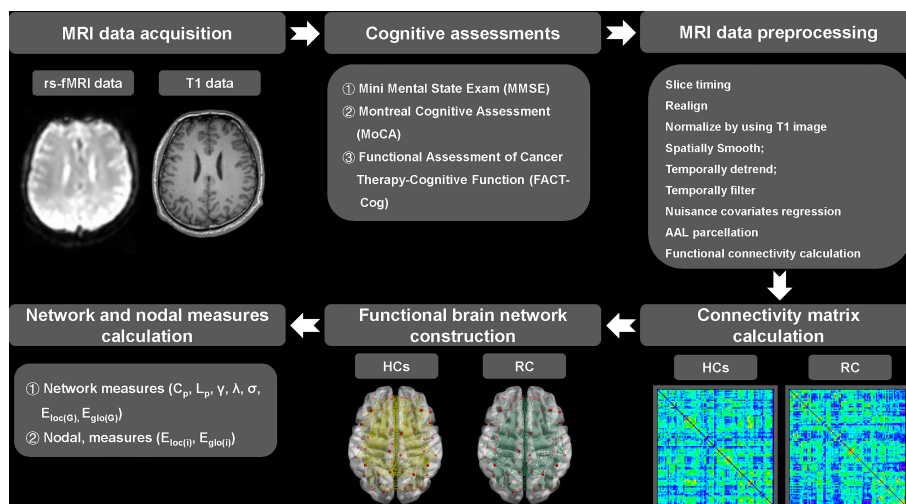 MRI data acquisition
Cognitive assessments
MRI data preprocessing
rs-fMRI data
T1 data
① Mini Mental State Exam (MMSE)
② Montreal Cognitive Assessment
(MoCA)
③ Functional Assessment of Cancer
Therapy-Cognitive Function (FACT-
Cog)
Slice timing
Realign
Normalize by using T1 image
Spatially Smooth;
Temporally detrend;
Temporally filter
Nuisance covariates regression
AAL parcellation
Functional connectivity calculation
Network and nodal measures
calculation
Functional brain network
construction
Connectivity matrix
calculation
① Network measures (Cp, Lp, γ, λ, σ,
Eloc(G), Eglo(G))
② Nodal, measures (Eloc(i), Eglo(i))
HCs
RC
HCs
RC